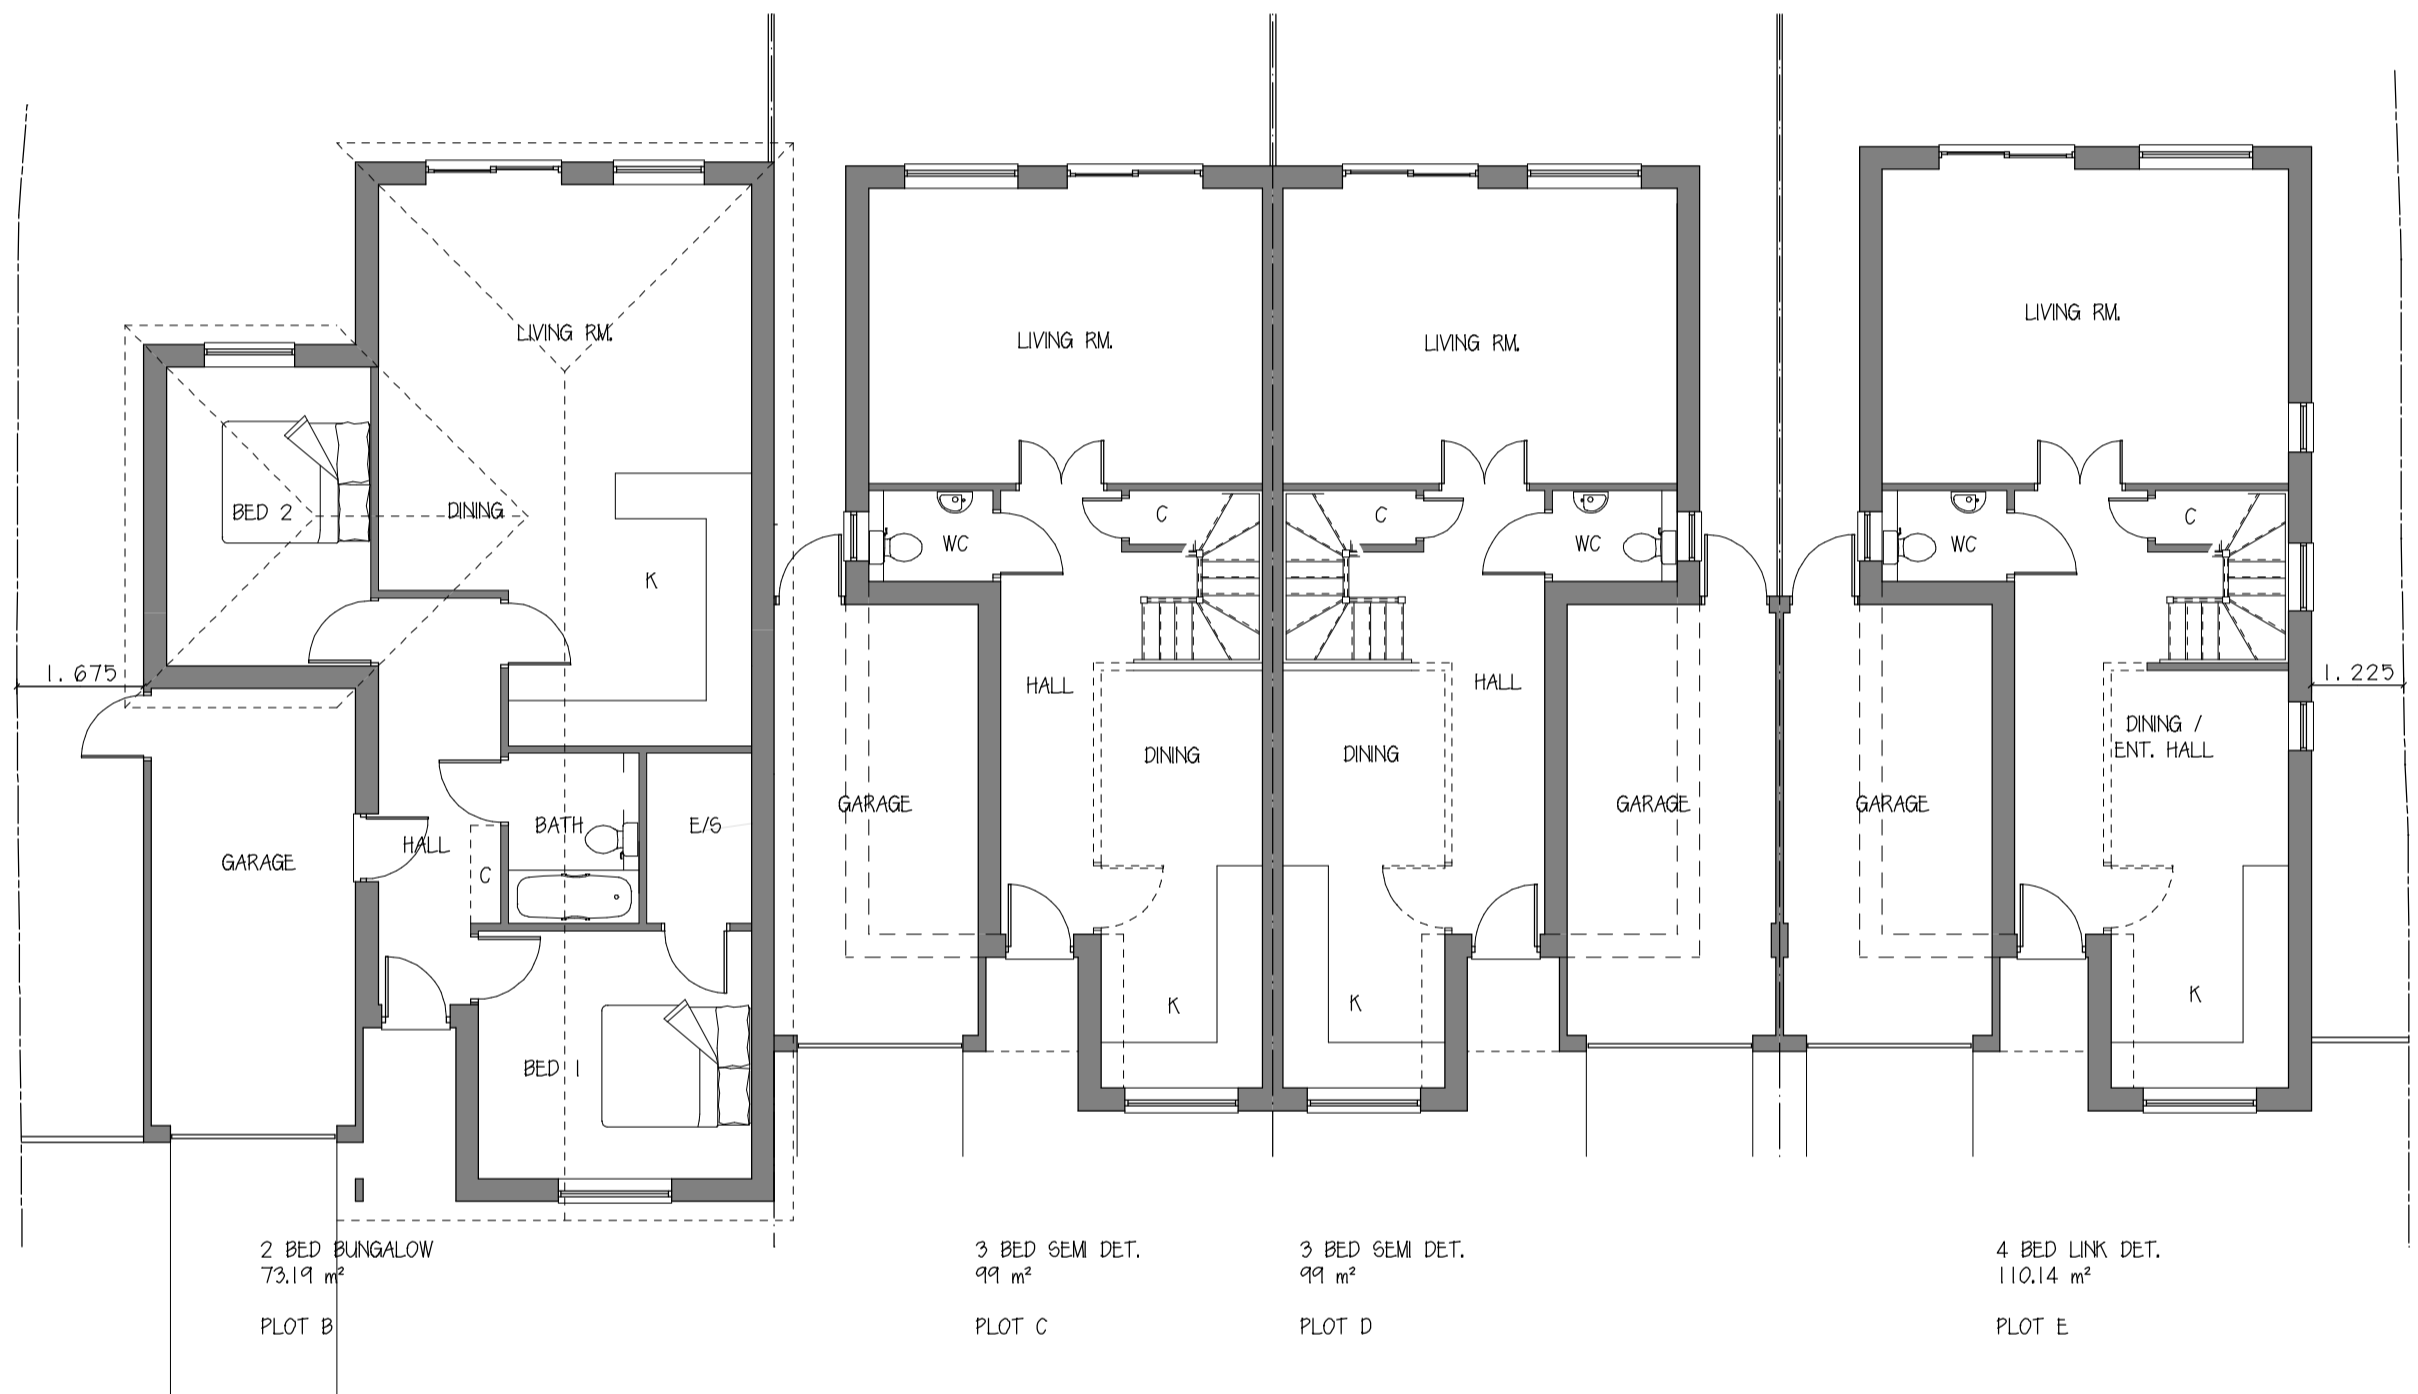 LIVING RM.
DINING
BED 2
K
1.675
GARAGE
HALL
C
BATH
E/S
BED 1
LIVING RM.
C
WC
HALL
DINING
GARAGE
K
LIVING RM.
C
WC
HALL
DINING
GARAGE
K
LIVING RM.
C
WC
1.225
DINING /
ENT. HALL
GARAGE
K
2 BED BUNGALOW
73.19 m²
PLOT B
3 BED SEMI DET.
99 m²
PLOT C
3 BED SEMI DET.
99 m²
PLOT D
4 BED LINK DET.
110.14 m²
PLOT E